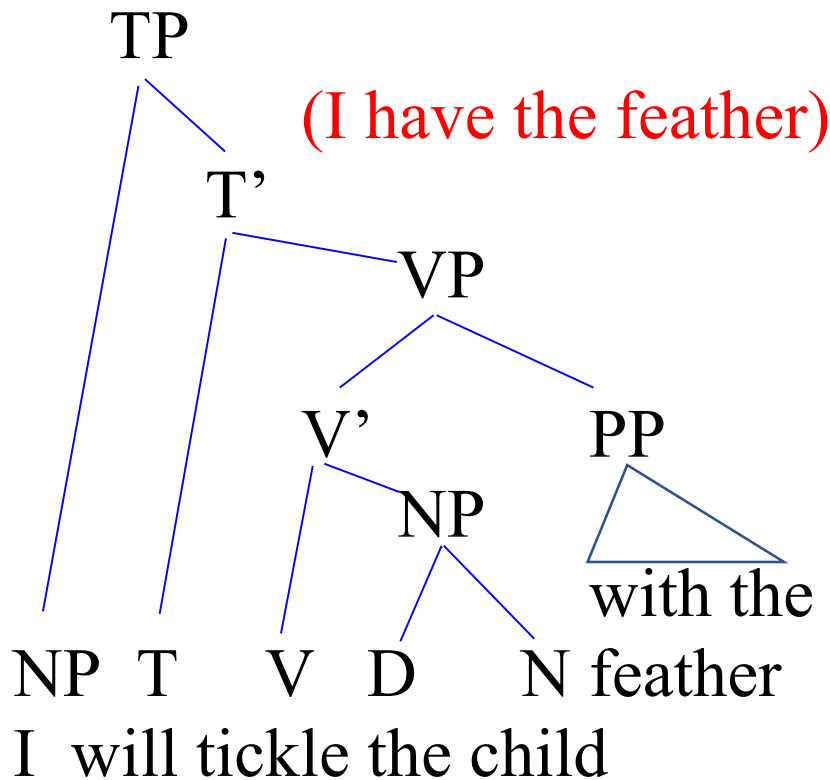 TP
(I have the feather)
T’
VP
V’ PP
NP
with the
NP T V D N feather
I will tickle the child